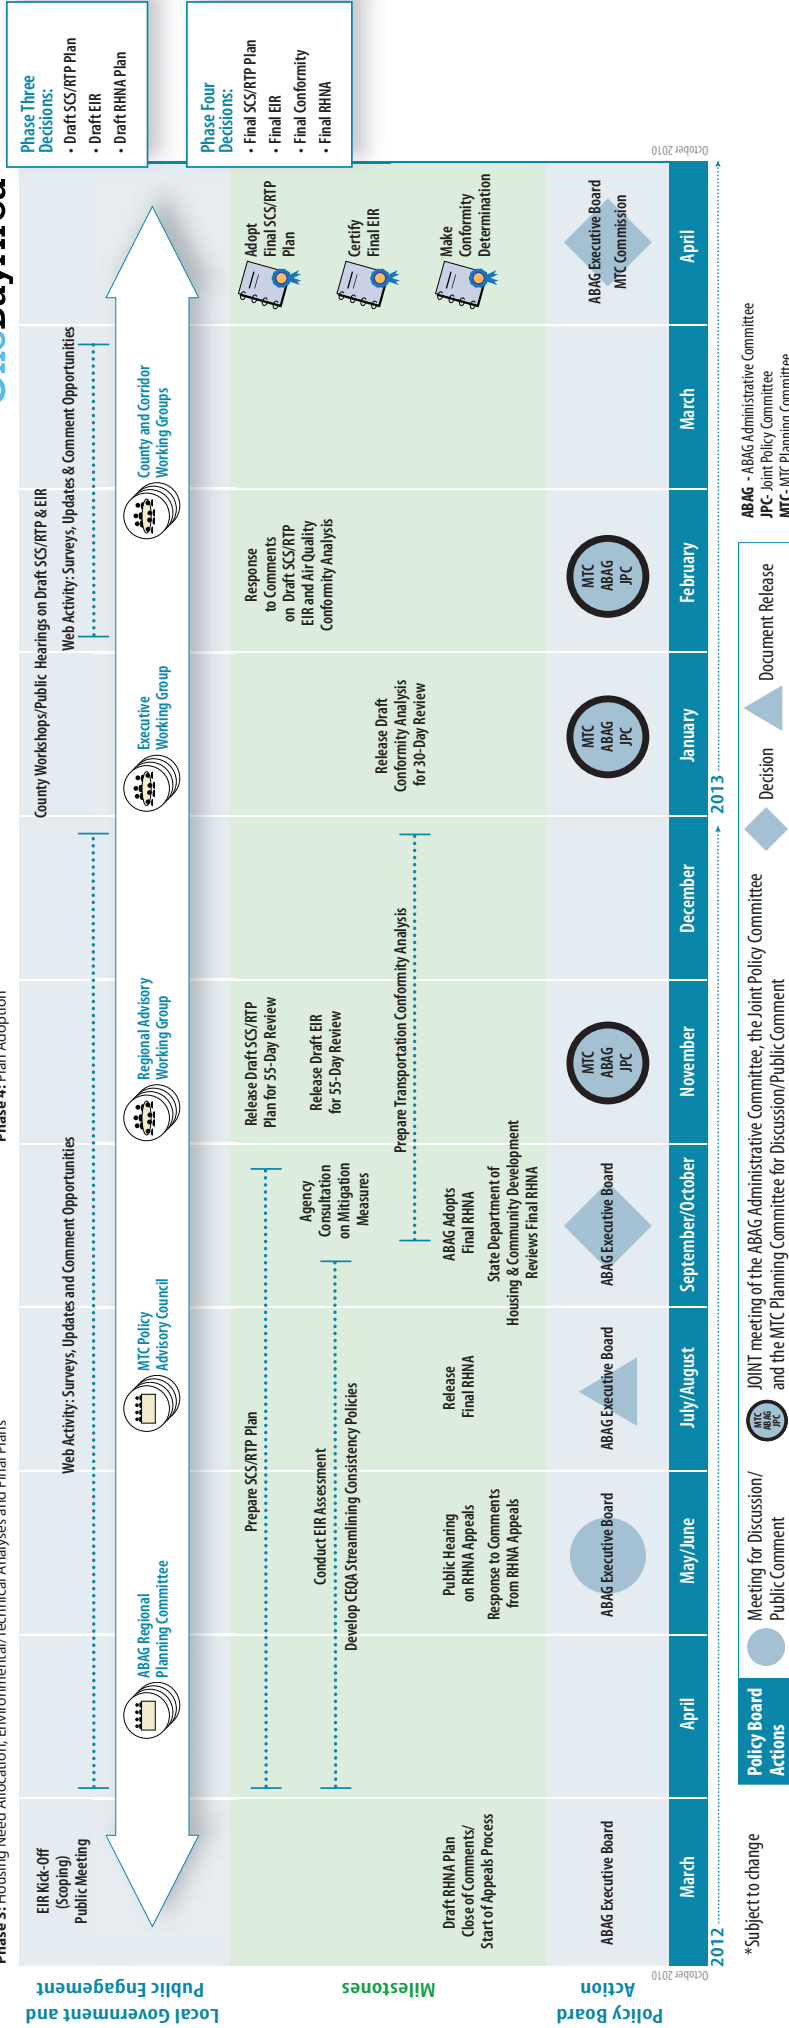 Phase 3: Housing Need Allocation, Environmental/Technical Analyses and Final Plans
Phase 4: Plan Adoption
OneBayArea
Local Government and
Public Engagement
EIR Kick-Off
(Scoping)
Public Meeting
Web Activity: Surveys, Updates and Comment Opportunities
County Workshops/Public Hearings on Draft SCS/RTP & EIR
Web Activity: Surveys, Updates & Comment Opportunities
ABAG Regional
Planning Committee
MTC Policy
Advisory Council
Regional Advisory
Working Group
Executive
Working Group
County and Corridor
Working Groups
Phase Three
Decisions:
• Draft SCS/RTP Plan
• Draft EIR
• Draft RHNA Plan
Phase Four
Decisions:
• Final SCS/RTP Plan
• Final EIR
• Final Conformity
• Final RHNA
Milestones
Prepare SCS/RTP Plan
Conduct EIR Assessment
Develop CEQA Streamlining Consistency Policies
Draft RHNA Plan
Close of Comments/
Start of Appeals Process
Public Hearing
on RHNA Appeals
Response to Comments
from RHNA Appeals
Release
Final RHNA
Agency
Consultation
on Mitigation
Measures
ABAG Adopts
Final RHNA
State Department of
Housing & Community Development
Reviews Final RHNA
Release Draft SCS/RTP
Plan for 55-Day Review
Release Draft EIR
for 55-Day Review
Prepare Transportation Conformity Analysis
Release Draft
Conformity Analysis
for 30-Day Review
Response
to Comments
on Draft SCS/RTP
EIR and Air Quality
Conformity Analysis
Adopt
Final SCS/RTP
Plan
Certify
Final EIR
Make
Conformity
Determination
Policy Board
Action
ABAG Executive Board
ABAG Executive Board
ABAG Executive Board
ABAG Executive Board
MTC
ABAG
JPC
MTC
ABAG
JPC
MTC
ABAG
JPC
ABAG Executive Board
MTC Commission
October 2010
March
April
May/June
July/August
September/October
November
December
January
February
March
April
October 2010
2012
2013
*Subject to change
Policy Board
Actions
Meeting for Discussion/
Public Comment
MTC
ABAG
JPC
JOINT meeting of the ABAG Administrative Committee, the Joint Policy Committee
and the MTC Planning Committee for Discussion/Public Comment
Decision
Document Release
ABAG - ABAG Administrative Committee
JPC - Joint Policy Committee
MTC - MTC Planning Committee